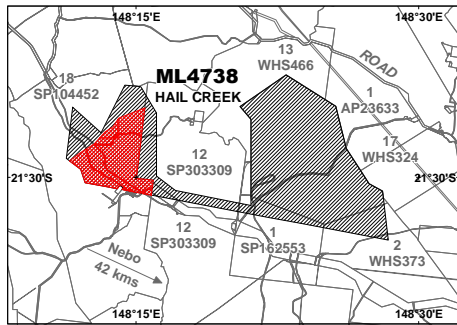 148°15'E
148°30'E
13
WHS466
ROAD
18
SP104452
ML4738
HAIL CREEK
1
AP23633
17
WHS324
12
SP303309
21°30'S
21°30'S
12
SP303309
1
SP162553
2
WHS373
Nebo
42 kms
148°15'E
148°30'E